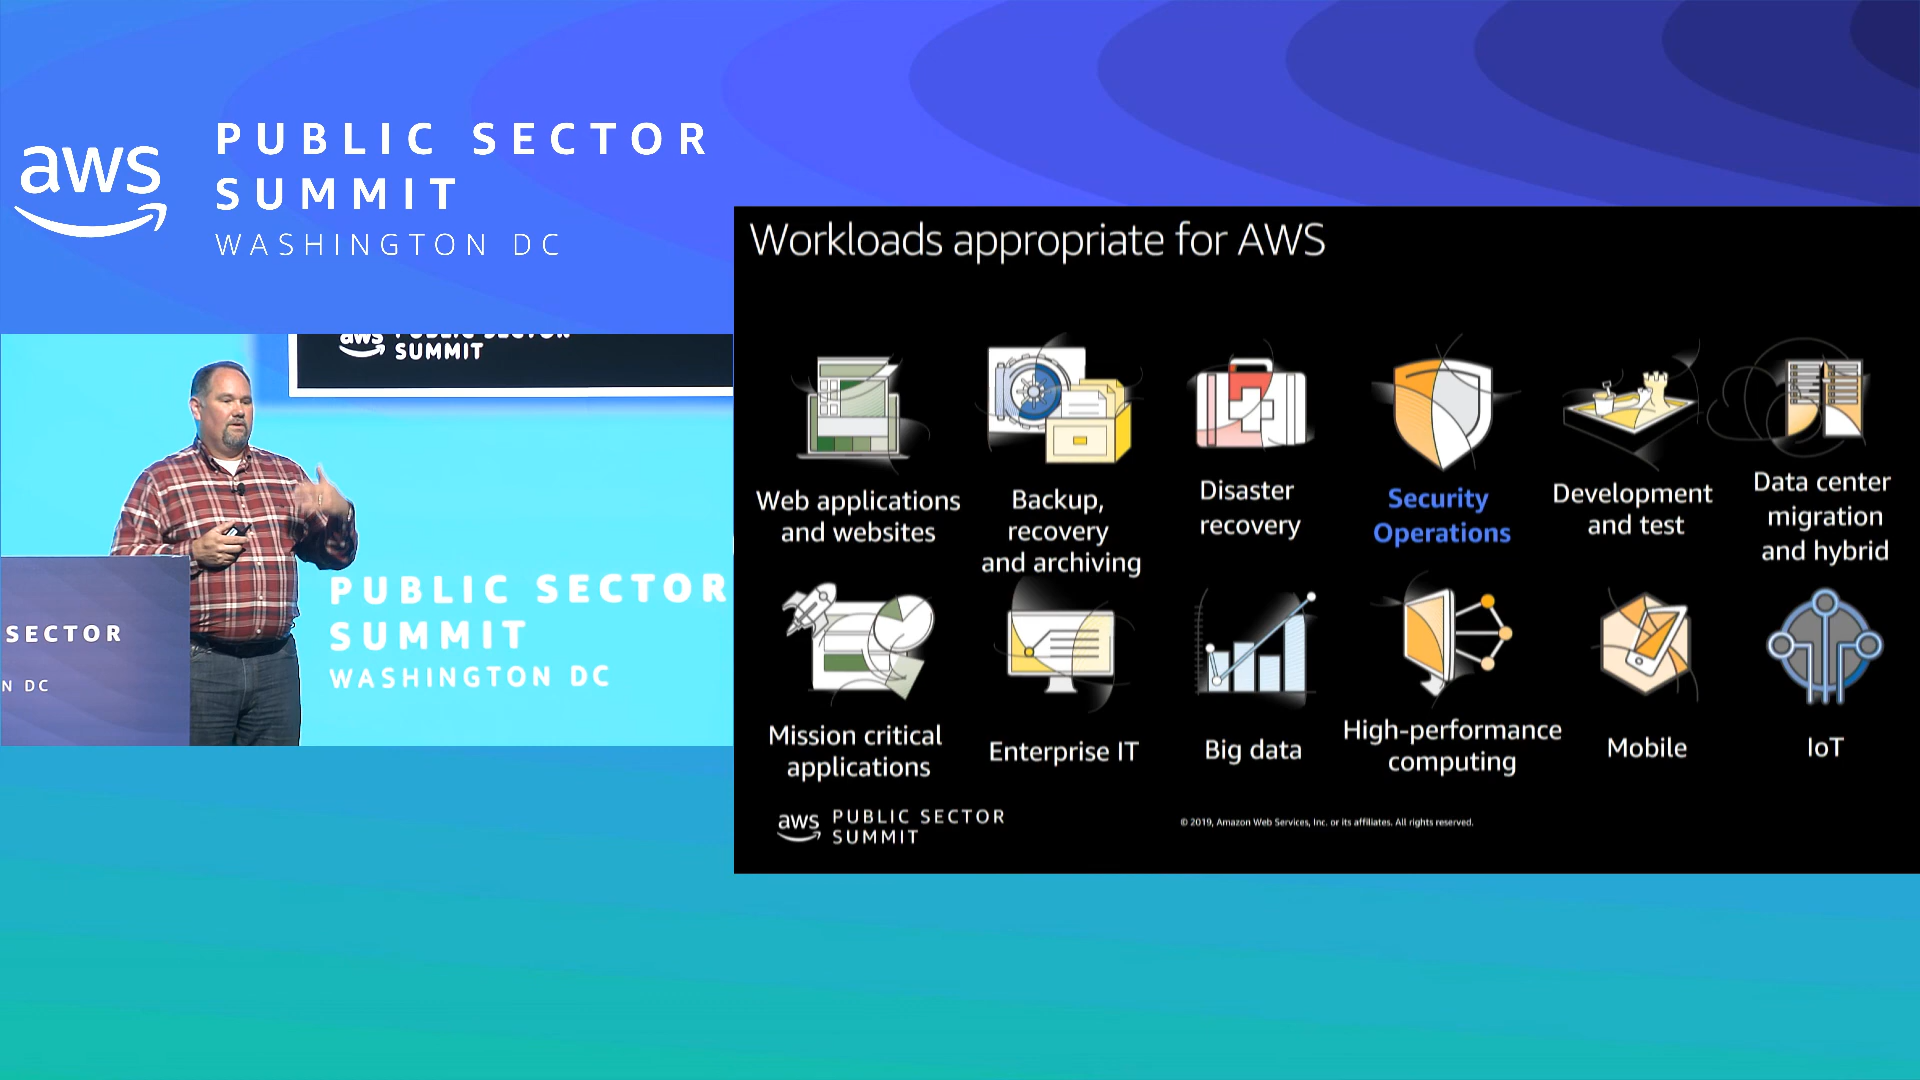 aws
PUBLIC SECTOR
SUMMIT
WASHINGTON DC
aws PUBLIC SECTOR
SUMMIT
PUBLIC SECTOR
SUMMIT
WASHINGTON DC
SECTOR
N DC
Workloads appropriate for AWS
Web applications
and websites
Backup,
recovery
and archiving
Disaster
recovery
Security
Operations
Development
and test
Data center
migration
and hybrid
Mission critical
applications
Enterprise IT
Big data
High-performance
computing
Mobile
IoT
aws
PUBLIC SECTOR
SUMMIT
© 2019, Amazon Web Services, Inc. or its affiliates. All rights reserved.